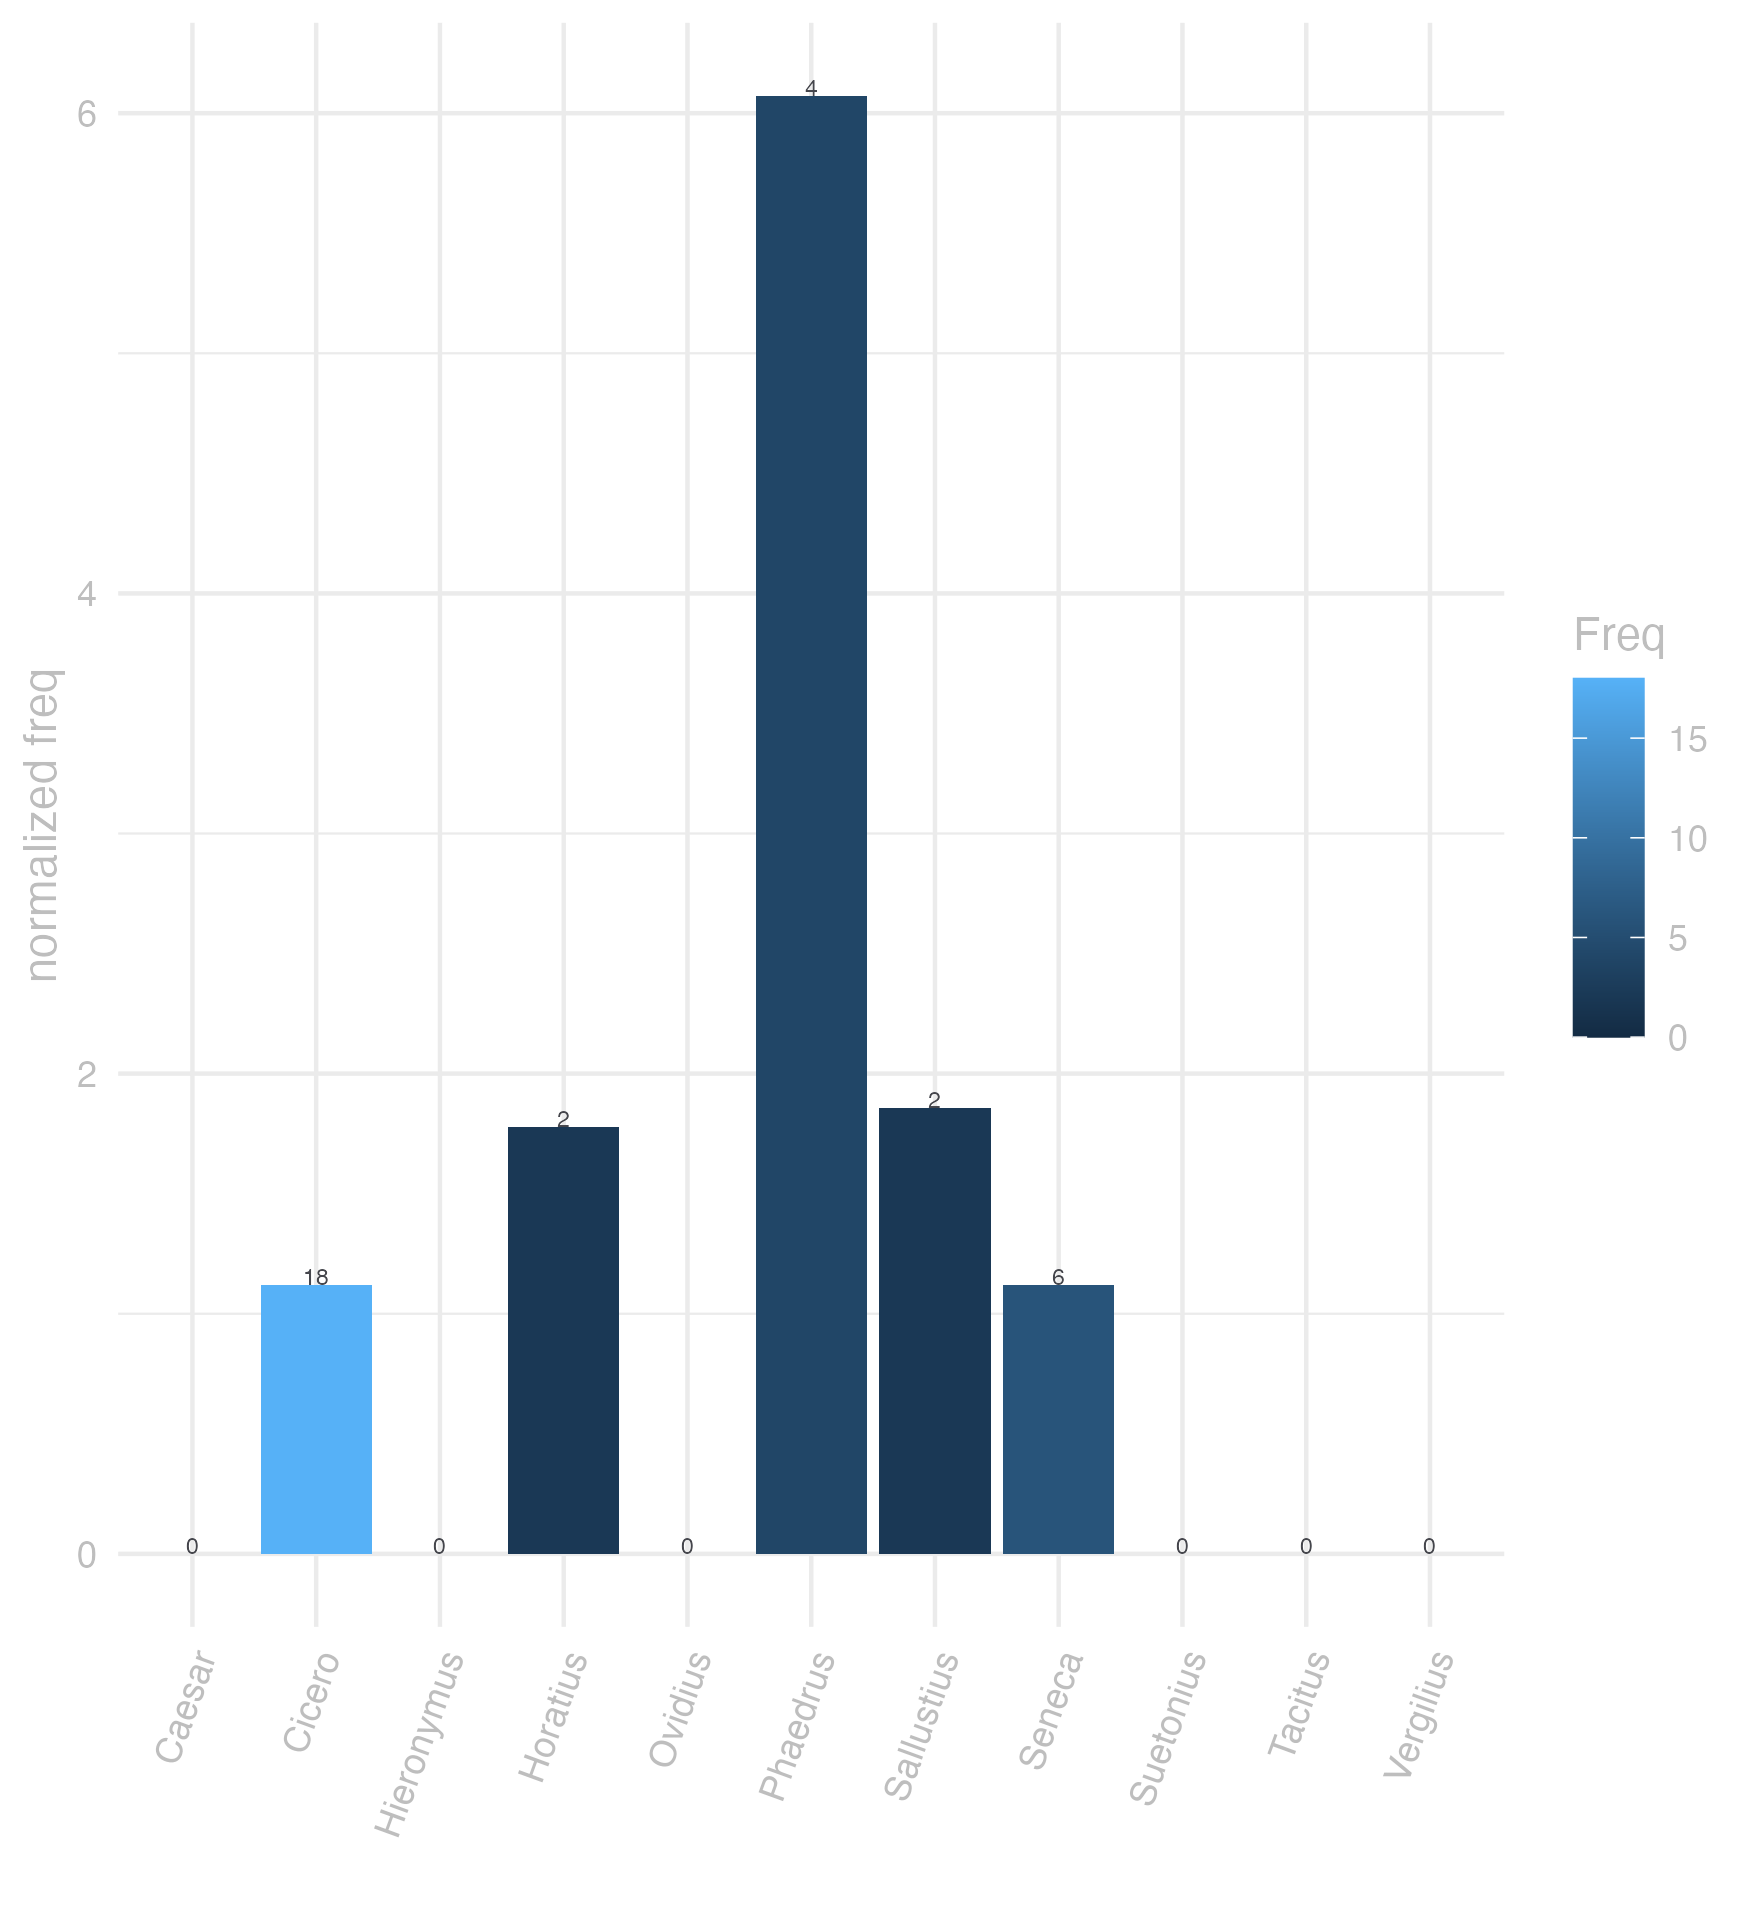 normalized freq
6
4
2
0
0
18
0
2
0
4
2
6
0
0
0
Caesar
Cicero
Hieronymus
Horatius
Ovidius
Phaedrus
Sallustius
Seneca
Suetonius
Tacitus
Vergilius
Freq
15
10
5
0